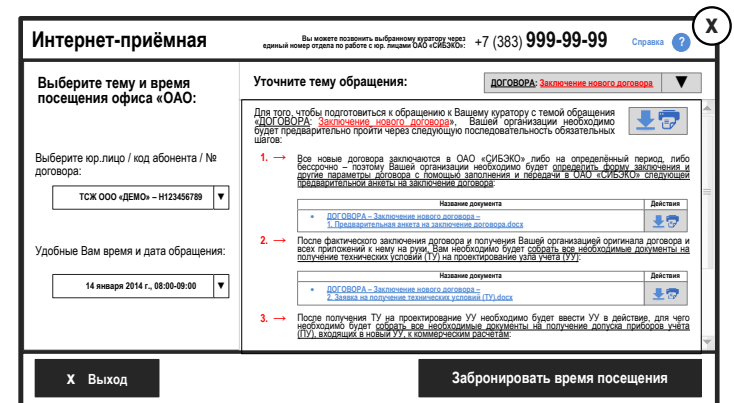 Интернет-приёмная
Вы можете позвонить выбранному куратору через
единый номер отдела по работе с юр. лицами ОАО «СИБЭКО»:
+7 (383) 999-99-99
Справка ?
X
Выберите тему и время
посещения офиса «ОАО:
Выберите юр.лицо / код абонента / №
договора:
ТСЖ ООО «ДЕМО» – Н123456789 ▼
Удобные Вам время и дата обращения:
14 января 2014 г., 08:00-09:00 ▼
Уточните тему обращения:
ДОГОВОРА: Заключение нового договора ▼
Для того, чтобы подготовиться к обращению к Вашему куратору с темой обращения
«ДОГОВОРА: Заключение нового договора», Вашей организации необходимо
будет предварительно пройти через следующую последовательность обязательных
шагов:
1. → Все новые договора заключаются в ОАО «СИБЭКО» либо на определённый период, либо
бессрочно – поэтому Вашей организации необходимо будет определить форму заключения и
другие параметры договора с помощью заполнения и передачи в ОАО «СИБЭКО» следующей
предварительной анкеты на заключение договора:
Название документа Действия
• ДОГОВОРА – Заключение нового договора –
1. Предварительная анкета на заключение договора.docx
2. → После фактического заключения договора и получения Вашей организацией оригинала договора и
всех приложений к нему на руки, Вам необходимо будет собрать все необходимые документы на
получение технических условий (ТУ) на проектирование узла учёта (УУ):
Название документа Действия
• ДОГОВОРА – Заключение нового договора –
2. Заявка на получение технических условий (ТУ).docx
3. → После получения ТУ на проектирование УУ необходимо будет ввести УУ в действие, для чего
необходимо будет собрать все необходимые документы на получение допуска приборов учёта
(ПУ), входящих в новый УУ, к коммерческим расчётам:
X Выход
Забронировать время посещения